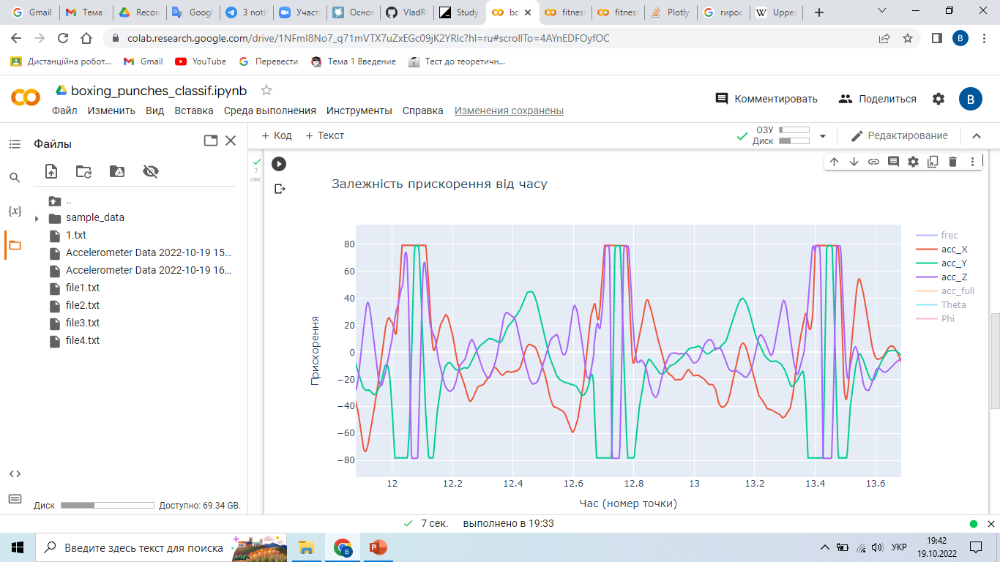 Gmail
Тема
Record
Googl
3 notif
Участн
Основ
VladR
Study
bo
fitness
fitness
Plotly
гирос
Upper
colab.research.google.com/drive/1NFmI8No7_q71mVTX7uZxEGc09jK2YRlc?hl=ru#scrollTo=4AYnEDFOyfOC
B
Дистанційна робот...
Gmail
YouTube
Перевести
Тема 1 Введение
Тест до теоретичн...
boxing_punches_classif.ipynb
Файл Изменить Вид Вставка Среда выполнения Инструменты Справка Изменения сохранены
Комментировать
Поделиться
B
Файлы
+ Код + Текст
ОЗУ
Диск
Редактирование
..
sample_data
1.txt
Accelerometer Data 2022-10-19 15...
Accelerometer Data 2022-10-19 16...
file1.txt
file2.txt
file3.txt
file4.txt
{x}
7
сек.
Залежність прискорення від часу
80
60
40
20
0
−20
−40
−60
−80
Прискорення
12 12.2 12.4 12.6 12.8 13 13.2 13.4 13.6
Час (номер точки)
frec
acc_X
acc_Y
acc_Z
acc_full
Theta
Phi
Диск
Доступно: 69.34 GB.
7 сек. выполнено в 19:33
Введите здесь текст для поиска
B
P
УКР
19:42
19.10.2022